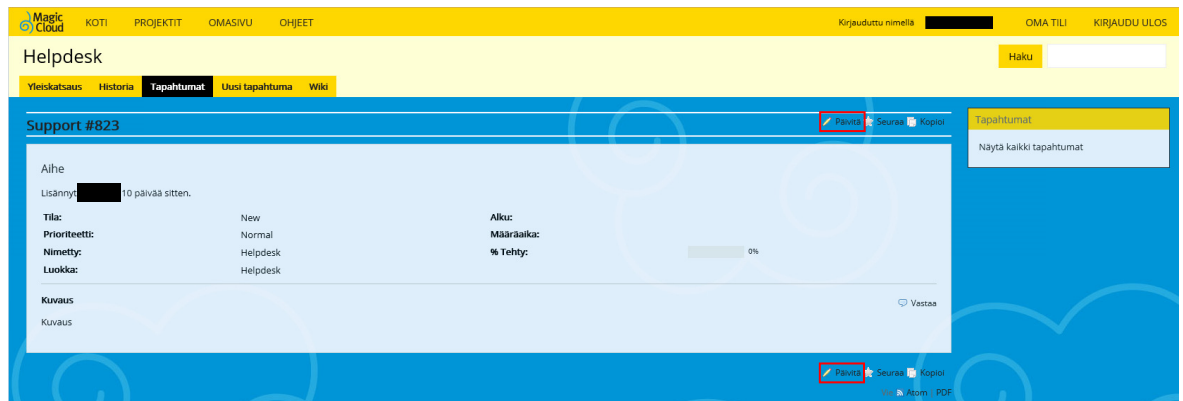 Magic Cloud KOTI PROJEKTIT OMASIVU OHJEET Kirjauduttu nimellä OMA TILI KIRJAUDU ULOS
Helpdesk Haku
Yleiskatsaus Historia Tapahtumat Uusi tapahtuma Wiki
Support #823 Päivitä Seuraa Kopioi
Tapahtumat
Näytä kaikki tapahtumat
Aihe
Lisännyt 10 päivää sitten.
Tila: New Alku:
Prioriteetti: Normal Määräaika:
Nimetty: Helpdesk % Tehty: 0%
Luokka: Helpdesk
Kuvaus Vastaa
Kuvaus
Päivitä Seuraa Kopioi
Atom PDF